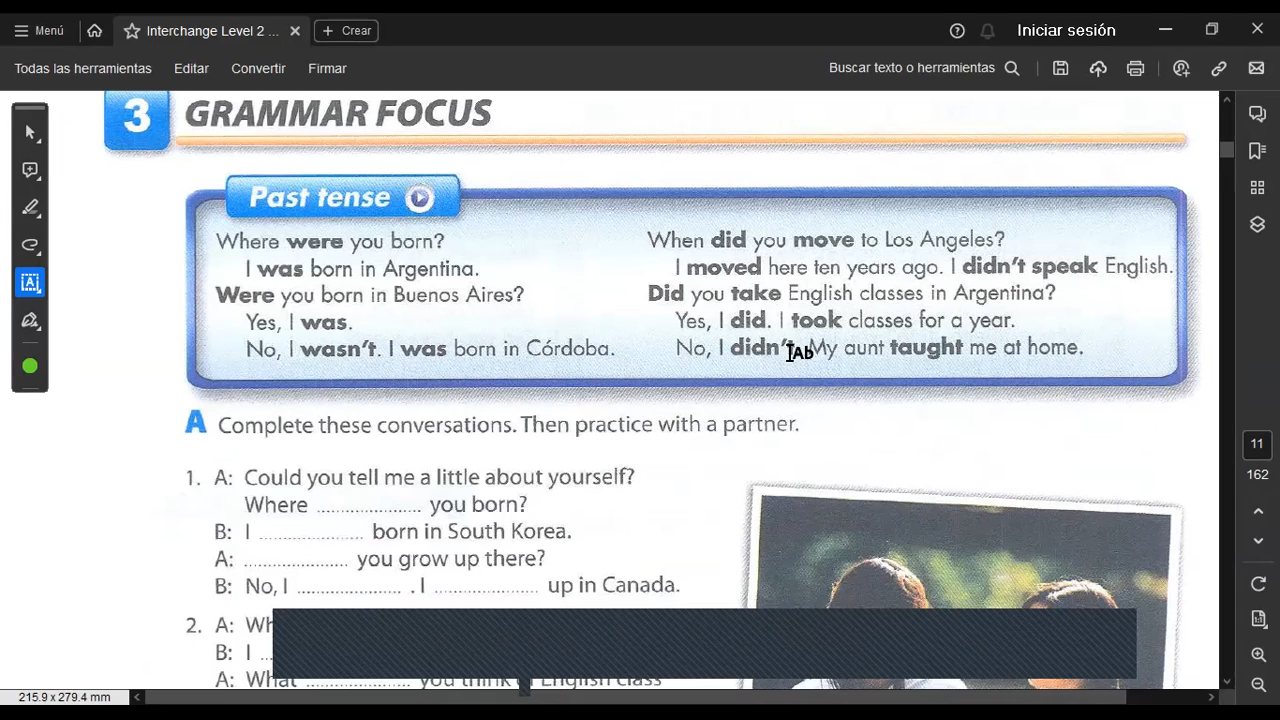 Menú
Interchange Level 2 ...
Crear
Iniciar sesión
Todas las herramientas
Editar
Convertir
Firmar
Buscar texto o herramientas
3 GRAMMAR FOCUS
Past tense
Where were you born?
I was born in Argentina.
Were you born in Buenos Aires?
Yes, I was.
No, I wasn't. I was born in Córdoba.
When did you move to Los Angeles?
I moved here ten years ago. I didn't speak English.
Did you take English classes in Argentina?
Yes, I did. I took classes for a year.
No, I didn't. My aunt taught me at home.
A Complete these conversations. Then practice with a partner.
1. A: Could you tell me a little about yourself?
Where .................... you born?
B: I .................... born in South Korea.
A: .................... you grow up there?
B: No, I .................... . I .................... up in Canada.
2. A: Wh
B: I ...
A: What .................... you think English class
11
162
215.9 x 279.4 mm